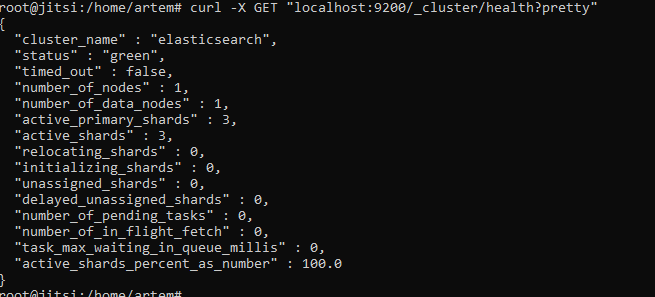 root@jitsi:/home/artem# curl -X GET "localhost:9200/_cluster/health?pretty"
{
  "cluster_name" : "elasticsearch",
  "status" : "green",
  "timed_out" : false,
  "number_of_nodes" : 1,
  "number_of_data_nodes" : 1,
  "active_primary_shards" : 3,
  "active_shards" : 3,
  "relocating_shards" : 0,
  "initializing_shards" : 0,
  "unassigned_shards" : 0,
  "delayed_unassigned_shards" : 0,
  "number_of_pending_tasks" : 0,
  "number_of_in_flight_fetch" : 0,
  "task_max_waiting_in_queue_millis" : 0,
  "active_shards_percent_as_number" : 100.0
}
root@jitsi:/home/artem#